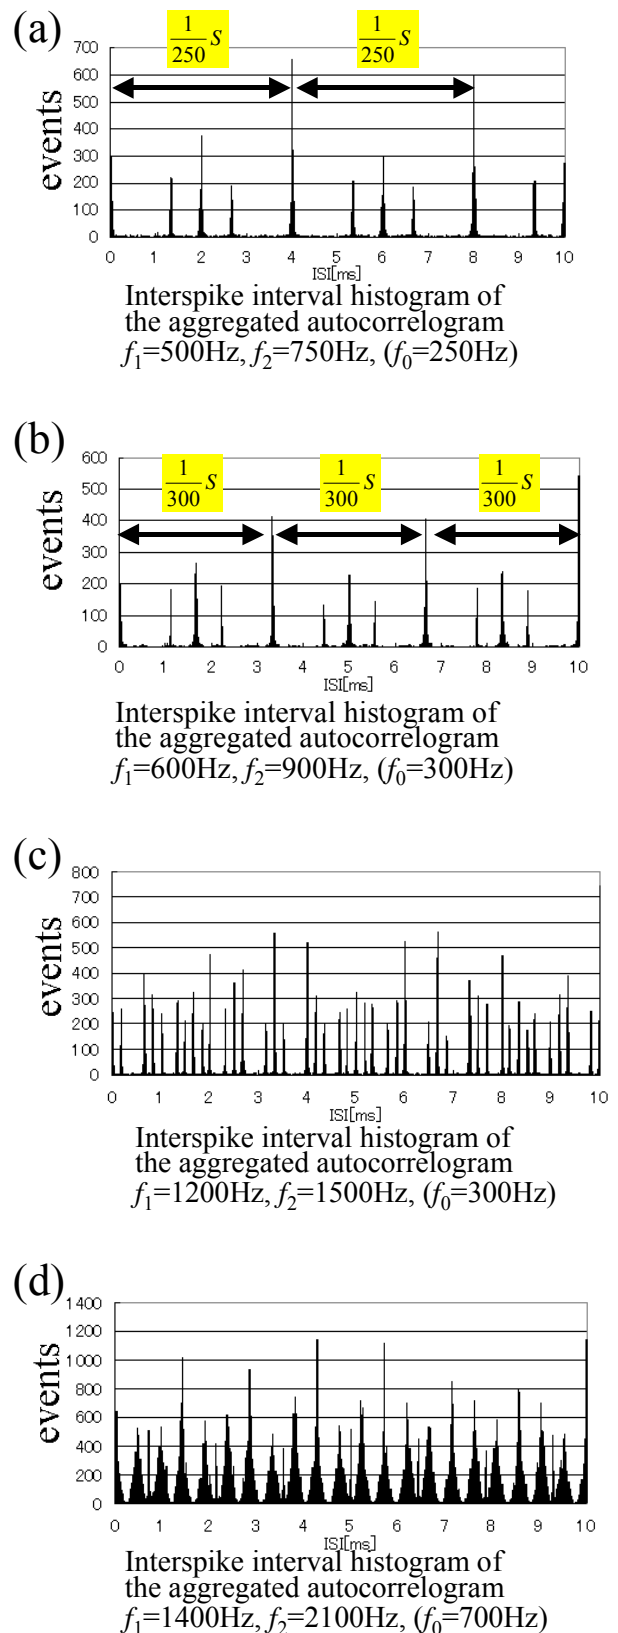 (a)
1/250 S 1/250 S
700
600
500
400
300
200
100
0
events
0 1 2 3 4 5 6 7 8 9 10
ISI[ms]
Interspike interval histogram of
the aggregated autocorrelogram
f1=500Hz, f2=750Hz, (f0=250Hz)
(b)
1/300 S 1/300 S 1/300 S
600
500
400
300
200
100
0
events
0 1 2 3 4 5 6 7 8 9 10
ISI[ms]
Interspike interval histogram of
the aggregated autocorrelogram
f1=600Hz, f2=900Hz, (f0=300Hz)
(c)
800
700
600
500
400
300
200
100
0
events
0 1 2 3 4 5 6 7 8 9 10
ISI[ms]
Interspike interval histogram of
the aggregated autocorrelogram
f1=1200Hz, f2=1500Hz, (f0=300Hz)
(d)
1400
1200
1000
800
600
400
200
0
events
0 1 2 3 4 5 6 7 8 9 10
ISI[ms]
Interspike interval histogram of
the aggregated autocorrelogram
f1=1400Hz, f2=2100Hz, (f0=700Hz)